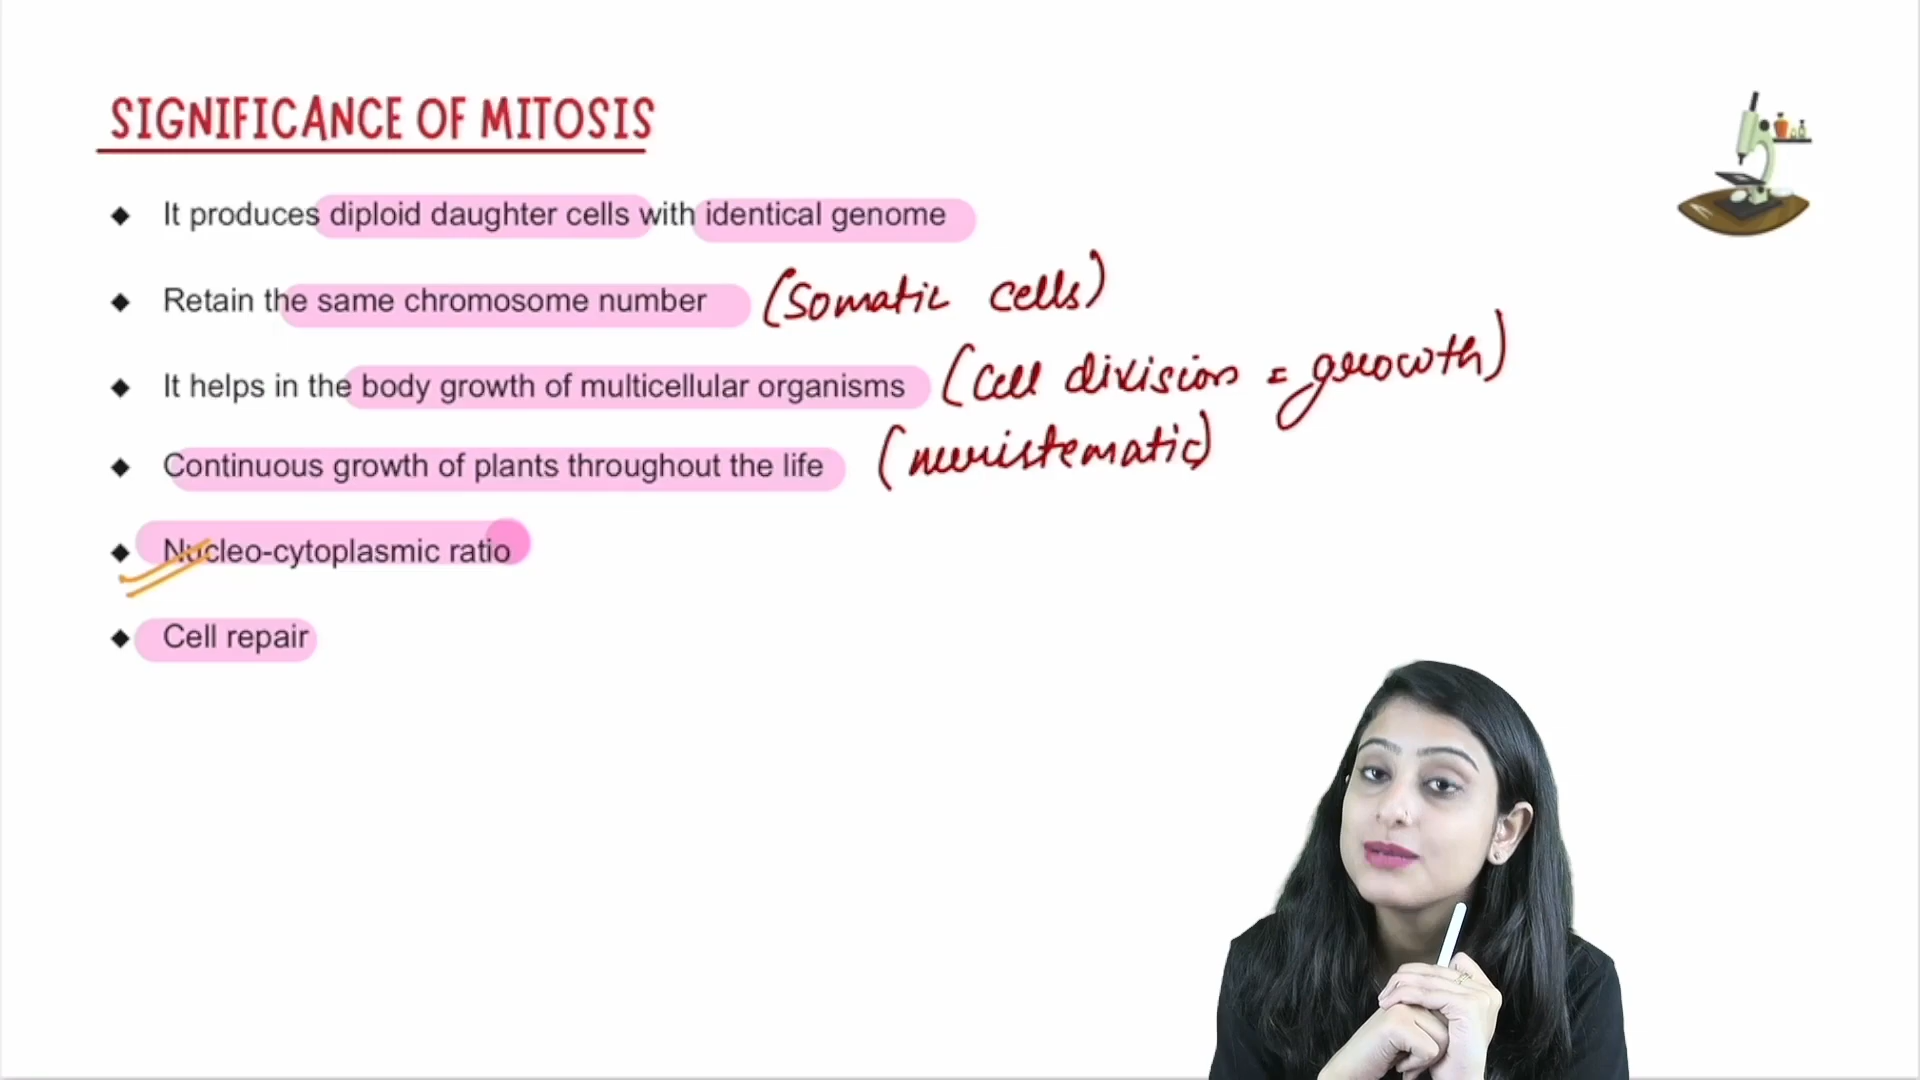 SIGNIFICANCE OF MITOSIS
It produces diploid daughter cells with identical genome
Retain the same chromosome number (Somatic cells)
It helps in the body growth of multicellular organisms (Cell division = growth)
Continuous growth of plants throughout the life (meristematic)
Nucleo-cytoplasmic ratio
Cell repair